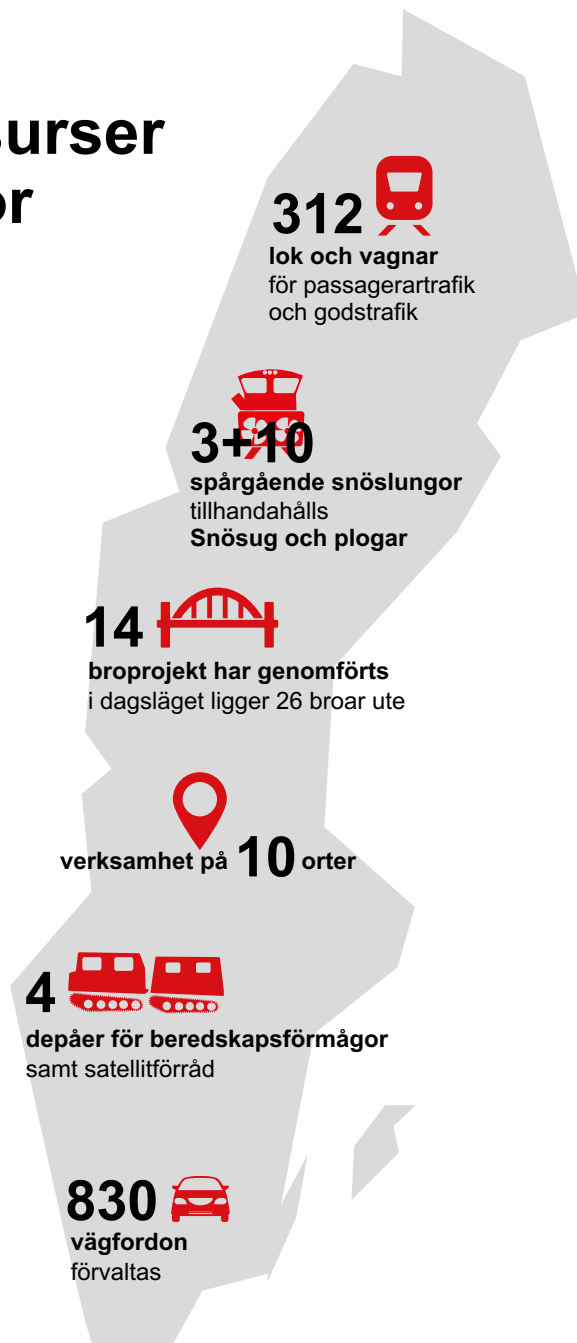 surser
or
312
lok och vagnar
för passagerartrafik
och godstrafik
3+10
spårgående snöslungor
tillhandahålls
Snösug och plogar
14
broprojekt har genomförts
i dagsläget ligger 26 broar ute
verksamhet på 10 orter
4
depåer för beredskapsförmågor
samt satellitförråd
830
vägfordon
förvaltas